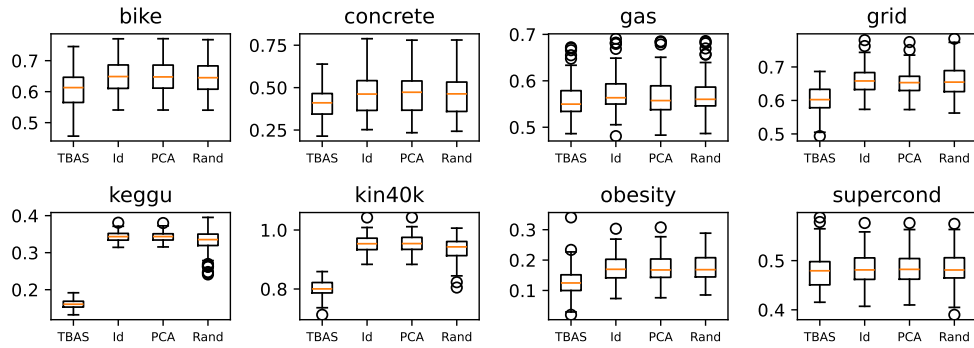 bike concrete gas grid
0.7 0.75 0.7 0.7
0.6 0.50 0.6 0.6
0.5 0.25 0.5 0.5
TBAS Id PCA Rand TBAS Id PCA Rand TBAS Id PCA Rand TBAS Id PCA Rand
keggu kin40k obesity supercond
0.4 1.0 0.3 0.5
0.3 0.8 0.2 0.4
0.2 0.1
TBAS Id PCA Rand TBAS Id PCA Rand TBAS Id PCA Rand TBAS Id PCA Rand